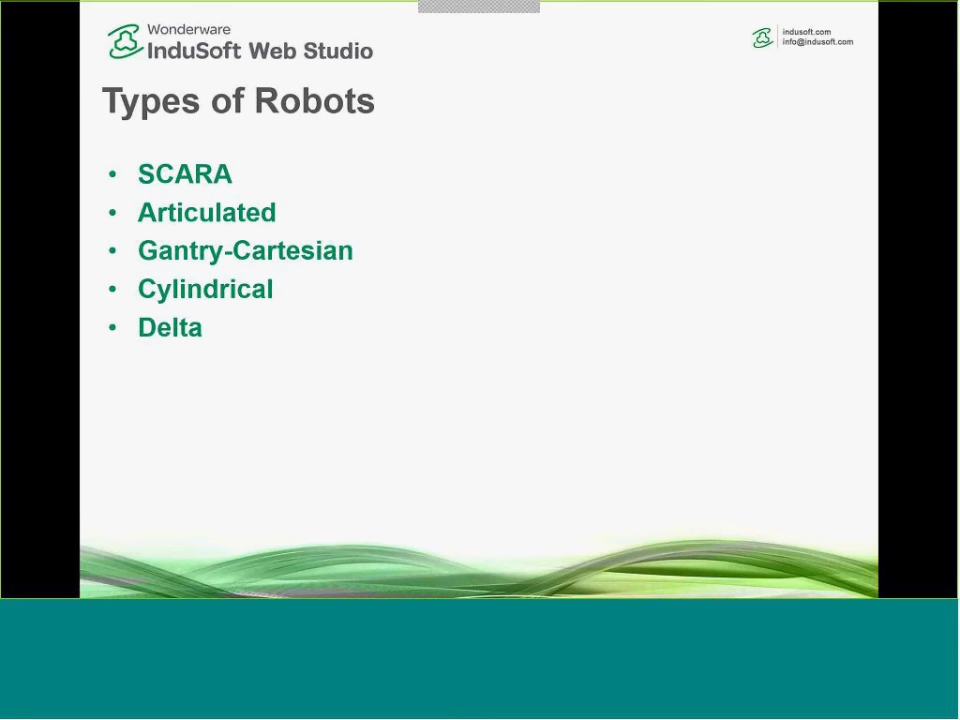 Wonderware
InduSoft Web Studio
indusoft.com
info@indusoft.com
Types of Robots
• SCARA
• Articulated
• Gantry-Cartesian
• Cylindrical
• Delta